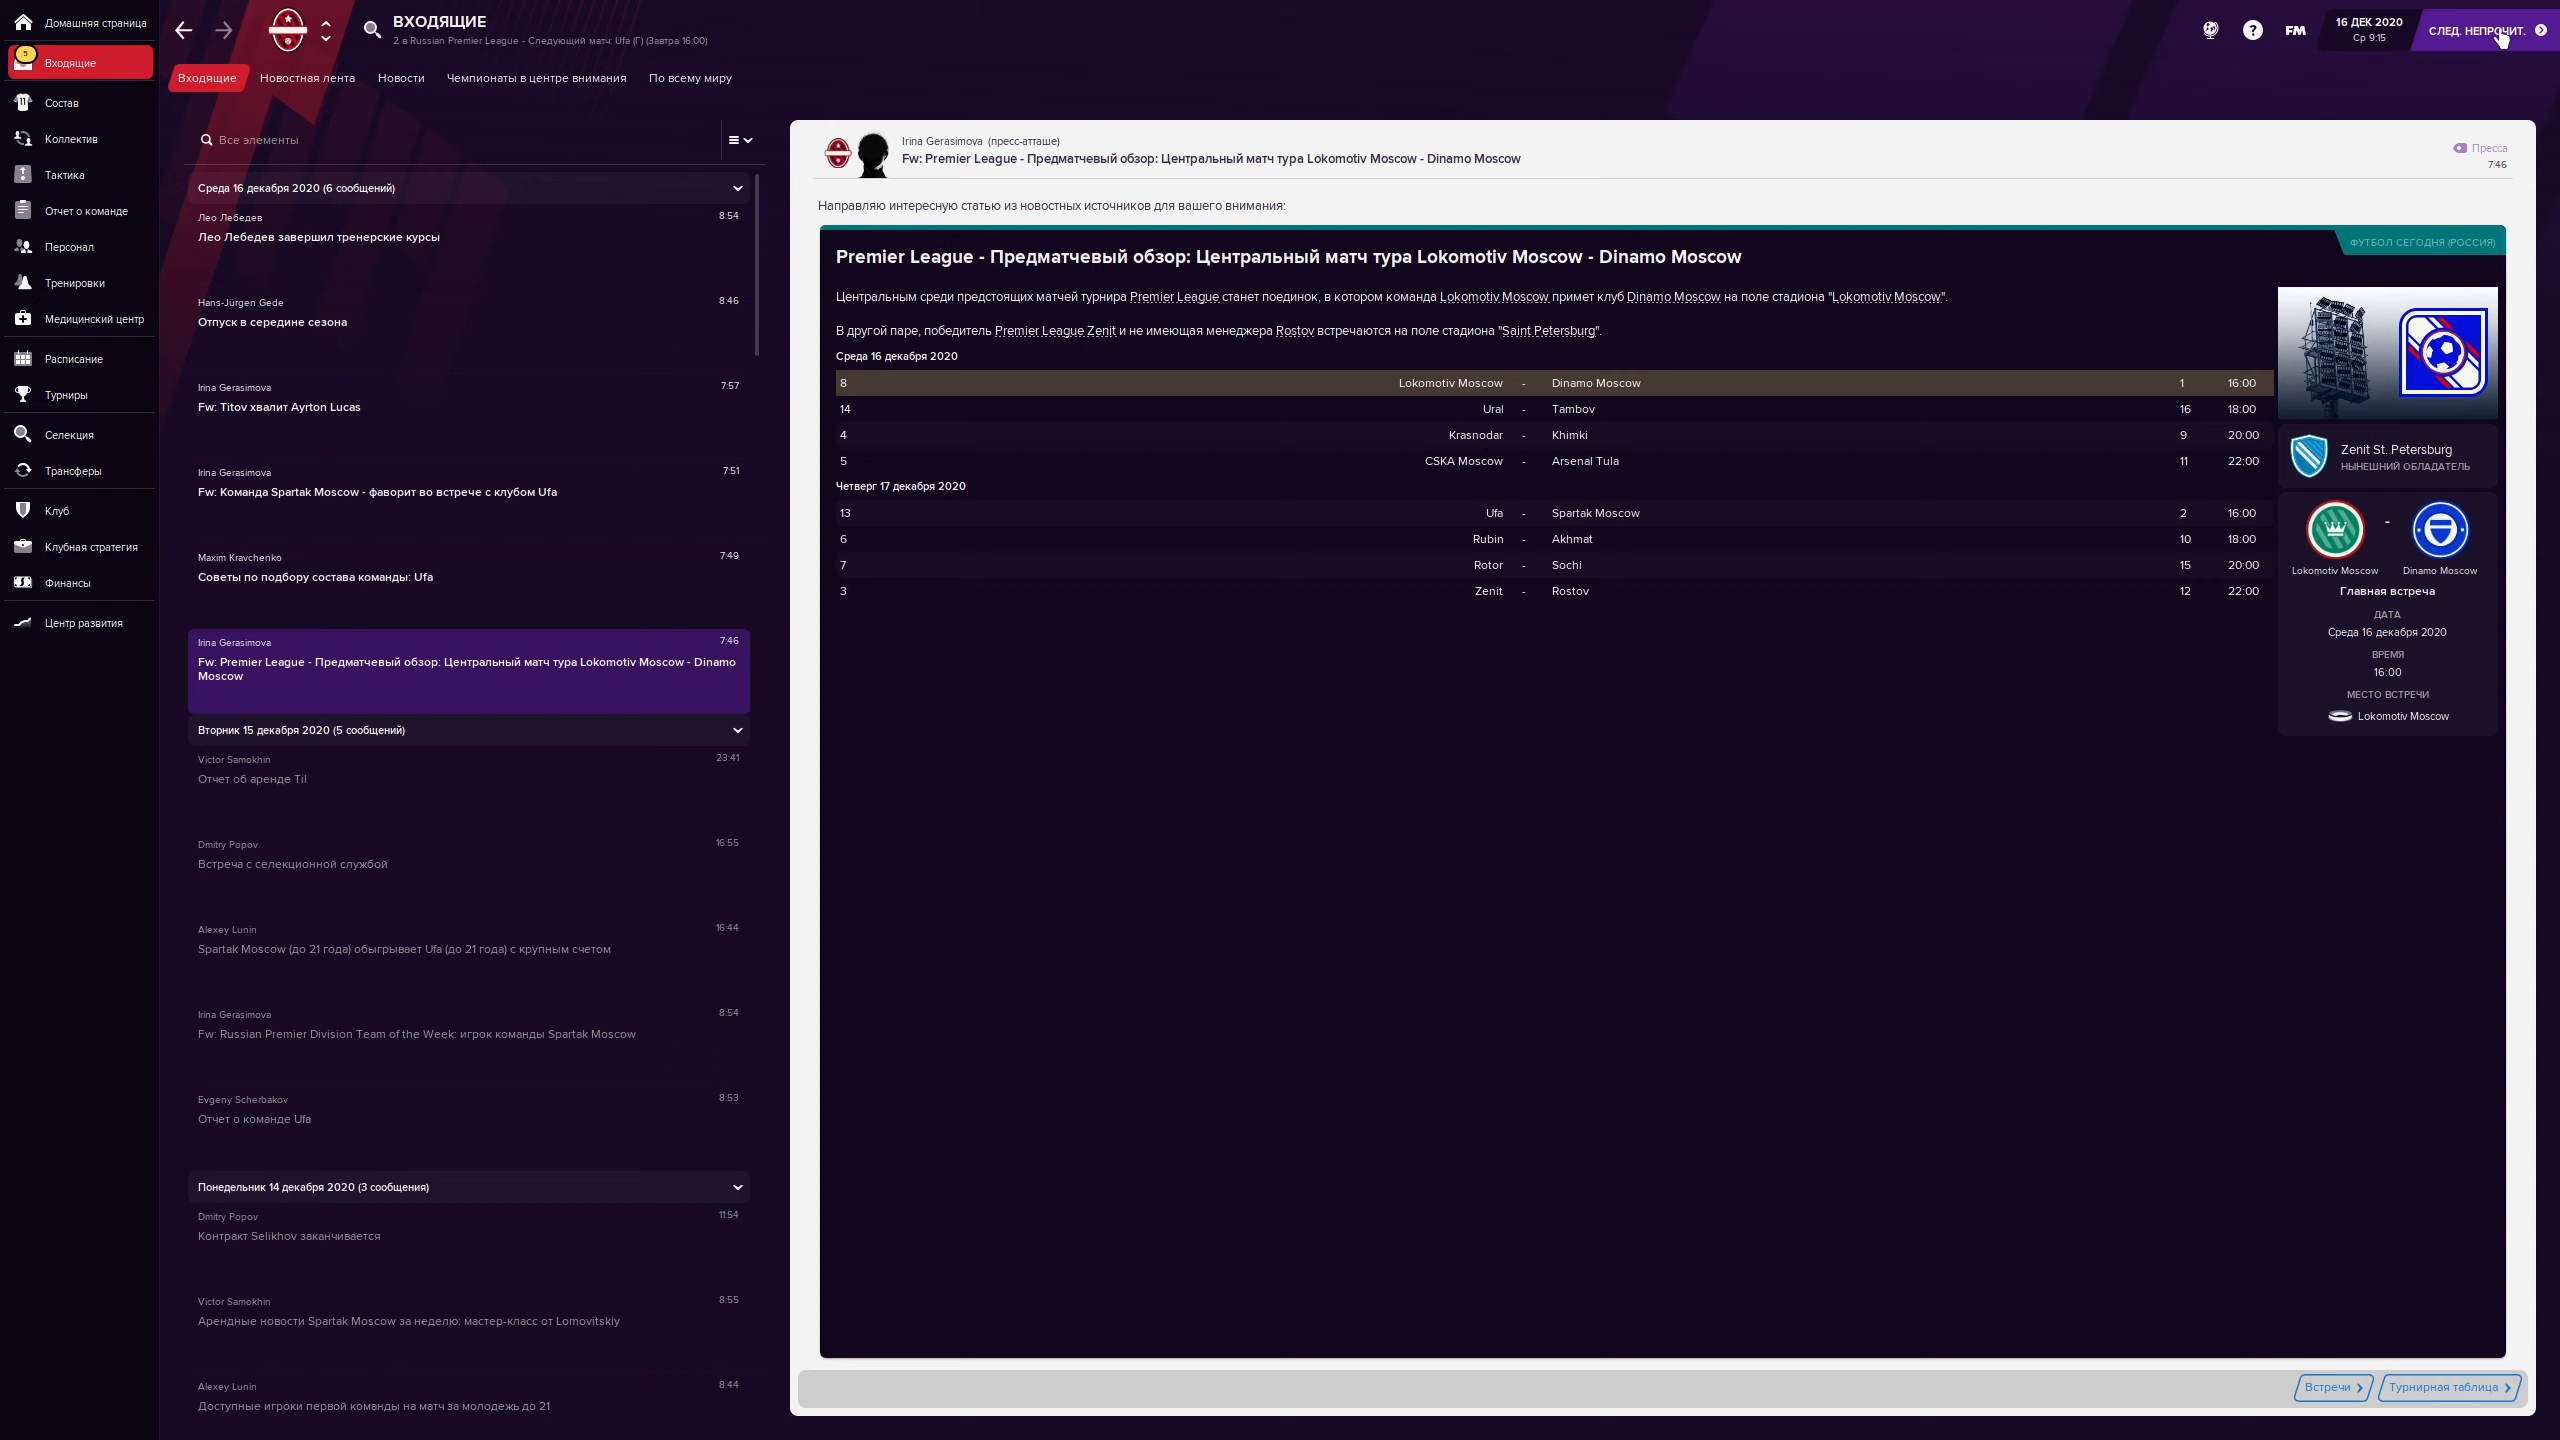 Домашняя страница
5
Входящие
Состав
Коллектив
Тактика
Отчет о команде
Персонал
Тренировки
Медицинский центр
Расписание
Турниры
Селекция
Трансферы
Клуб
Клубная стратегия
Финансы
Центр развития
ВХОДЯЩИЕ
2 в Russian Premier League - Следующий матч: Ufa (Г) (Завтра 16:00)
FM
16 ДЕК 2020
Ср 9:15
СЛЕД. НЕПРОЧИТ.
Входящие Новостная лента Новости Чемпионаты в центре внимания По всему миру
Все элементы
Среда 16 декабря 2020 (6 сообщений)
Лео Лебедев 8:54
Лео Лебедев завершил тренерские курсы
Hans-Jürgen Gede 8:46
Отпуск в середине сезона
Irina Gerasimova 7:57
Fw: Titov хвалит Ayrton Lucas
Irina Gerasimova 7:51
Fw: Команда Spartak Moscow - фаворит во встрече с клубом Ufa
Maxim Kravchenko 7:49
Советы по подбору состава команды: Ufa
Irina Gerasimova 7:46
Fw: Premier League - Предматчевый обзор: Центральный матч тура Lokomotiv Moscow - Dinamo
Moscow
Вторник 15 декабря 2020 (5 сообщений)
Victor Samokhin 23:41
Отчет об аренде Til
Dmitry Popov 16:55
Встреча с селекционной службой
Alexey Lunin 16:44
Spartak Moscow (до 21 года) обыгрывает Ufa (до 21 года) с крупным счетом
Irina Gerasimova 8:54
Fw: Russian Premier Division Team of the Week: игрок команды Spartak Moscow
Evgeny Scherbakov 8:53
Отчет о команде Ufa
Понедельник 14 декабря 2020 (3 сообщения)
Dmitry Popov 11:54
Контракт Selikhov заканчивается
Victor Samokhin 8:55
Арендные новости Spartak Moscow за неделю: мастер-класс от Lomovitskiy
Alexey Lunin 8:44
Доступные игроки первой команды на матч за молодежь до 21
Irina Gerasimova (пресс-атташе)
Fw: Premier League - Предматчевый обзор: Центральный матч тура Lokomotiv Moscow - Dinamo Moscow
Пресса
7:46
Направляю интересную статью из новостных источников для вашего внимания:
ФУТБОЛ СЕГОДНЯ (РОССИЯ)
Premier League - Предматчевый обзор: Центральный матч тура Lokomotiv Moscow - Dinamo Moscow
Центральным среди предстоящих матчей турнира Premier League станет поединок, в котором команда Lokomotiv Moscow примет клуб Dinamo Moscow на поле стадиона "Lokomotiv Moscow".
В другой паре, победитель Premier League Zenit и не имеющая менеджера Rostov встречаются на поле стадиона "Saint Petersburg".
Среда 16 декабря 2020
8 Lokomotiv Moscow - Dinamo Moscow 1 16:00
14 Ural - Tambov 16 18:00
4 Krasnodar - Khimki 9 20:00
5 CSKA Moscow - Arsenal Tula 11 22:00
Четверг 17 декабря 2020
13 Ufa - Spartak Moscow 2 16:00
6 Rubin - Akhmat 10 18:00
7 Rotor - Sochi 15 20:00
3 Zenit - Rostov 12 22:00
Zenit St. Petersburg
НЫНЕШНИЙ ОБЛАДАТЕЛЬ
-
Lokomotiv Moscow Dinamo Moscow
Главная встреча
ДАТА
Среда 16 декабря 2020
ВРЕМЯ
16:00
МЕСТО ВСТРЕЧИ
Lokomotiv Moscow
Встречи Турнирная таблица